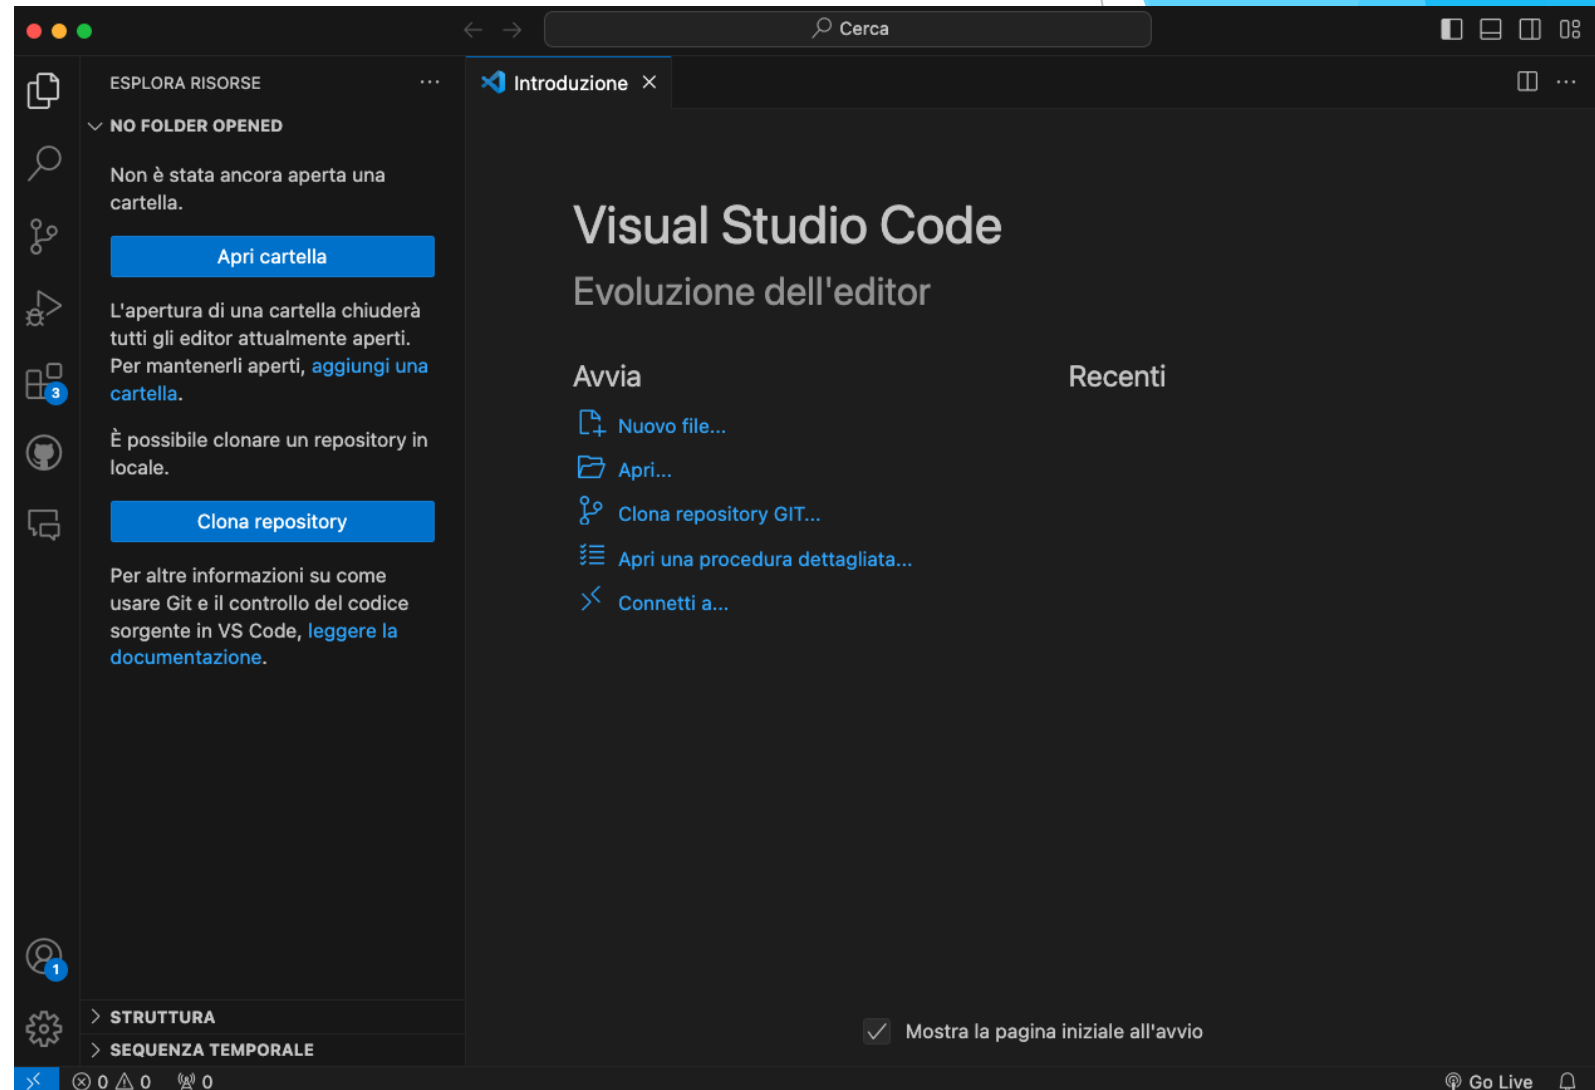 Cerca
ESPLORA RISORSE
Introduzione
NO FOLDER OPENED
Non è stata ancora aperta una
cartella.
Apri cartella
L'apertura di una cartella chiuderà
tutti gli editor attualmente aperti.
Per mantenerli aperti, aggiungi una
cartella.
3
È possibile clonare un repository in
locale.
Clona repository
Per altre informazioni su come
usare Git e il controllo del codice
sorgente in VS Code, leggere la
documentazione.
Visual Studio Code
Evoluzione dell'editor
Avvia
Nuovo file...
Apri...
Clona repository GIT...
Apri una procedura dettagliata...
Connetti a...
Recenti
1
STRUTTURA
SEQUENZA TEMPORALE
Mostra la pagina iniziale all'avvio
0 0 0
Go Live